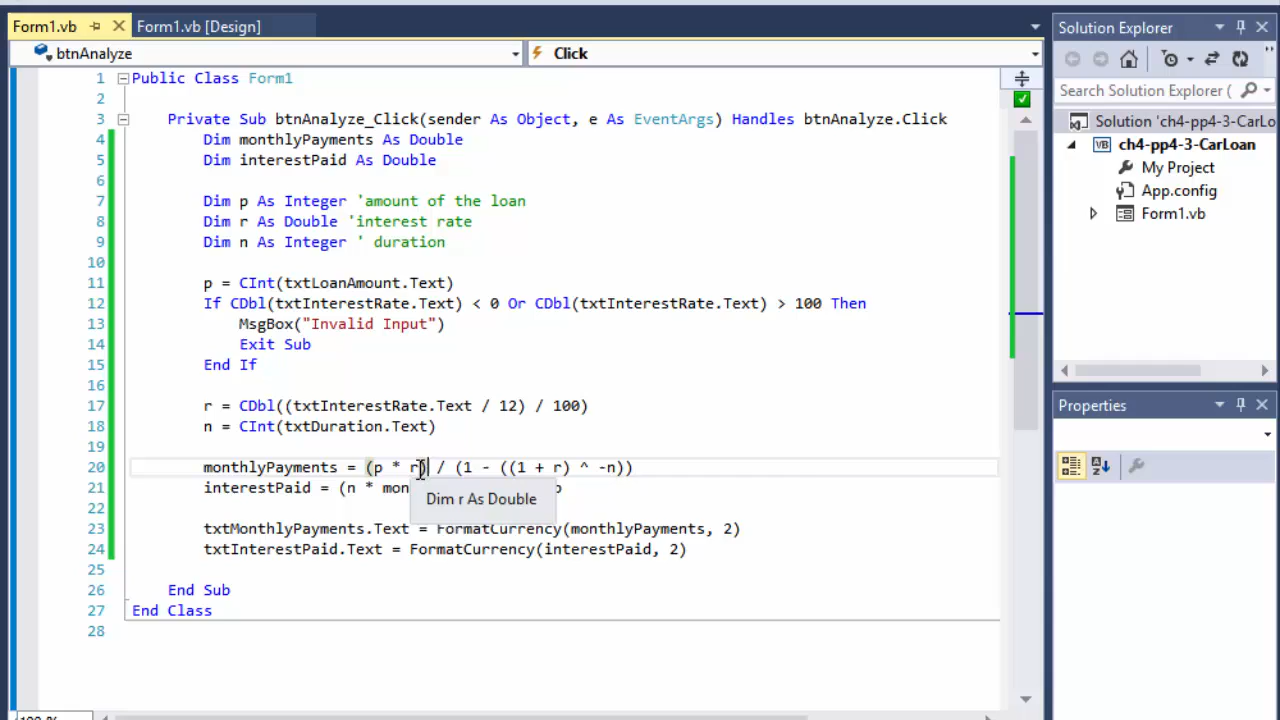 Form1.vb Form1.vb [Design]
btnAnalyze Click
1 Public Class Form1
2
3 Private Sub btnAnalyze_Click(sender As Object, e As EventArgs) Handles btnAnalyze.Click
4 Dim monthlyPayments As Double
5 Dim interestPaid As Double
6
7 Dim p As Integer 'amount of the loan
8 Dim r As Double 'interest rate
9 Dim n As Integer ' duration
10
11 p = CInt(txtLoanAmount.Text)
12 If CDbl(txtInterestRate.Text) < 0 Or CDbl(txtInterestRate.Text) > 100 Then
13 MsgBox("Invalid Input")
14 Exit Sub
15 End If
16
17 r = CDbl((txtInterestRate.Text / 12) / 100)
18 n = CInt(txtDuration.Text)
19
20 monthlyPayments = (p * r) / (1 - ((1 + r) ^ -n))
21 interestPaid = (n * mon
Dim r As Double
22
23 txtMonthlyPayments.Text = FormatCurrency(monthlyPayments, 2)
24 txtInterestPaid.Text = FormatCurrency(interestPaid, 2)
25
26 End Sub
27 End Class
28
Solution Explorer
Search Solution Explorer (
Solution 'ch4-pp4-3-CarLo
ch4-pp4-3-CarLoan
My Project
App.config
Form1.vb
Properties